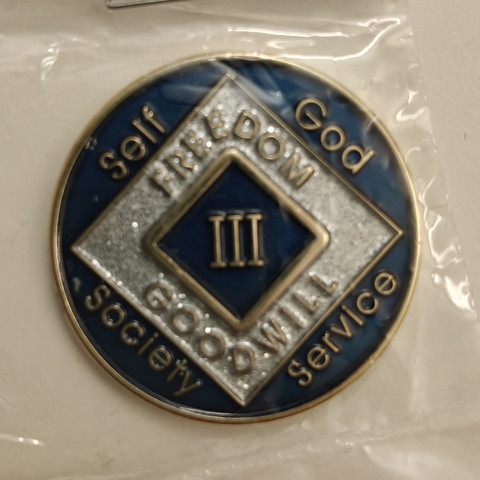 Self
God
FREEDOM
III
GOODWILL
Society
Service